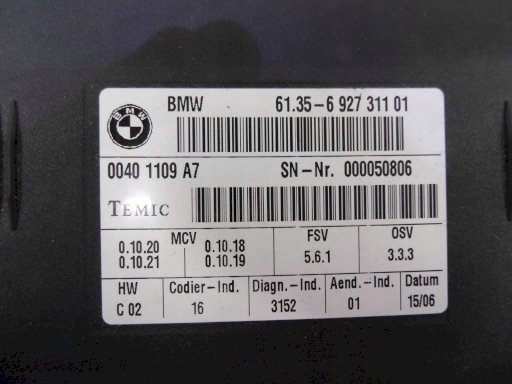 BMW
BMW 61.35-6 927 311 01
0040 1109 A7 SN-Nr. 000050806
TEMIC
MCV FSV OSV
0.10.20 0.10.18 5.6.1 3.3.3
0.10.21 0.10.19
HW Codier-Ind. Diagn.-Ind. Aend.-Ind. Datum
C 02 16 3152 01 15/06